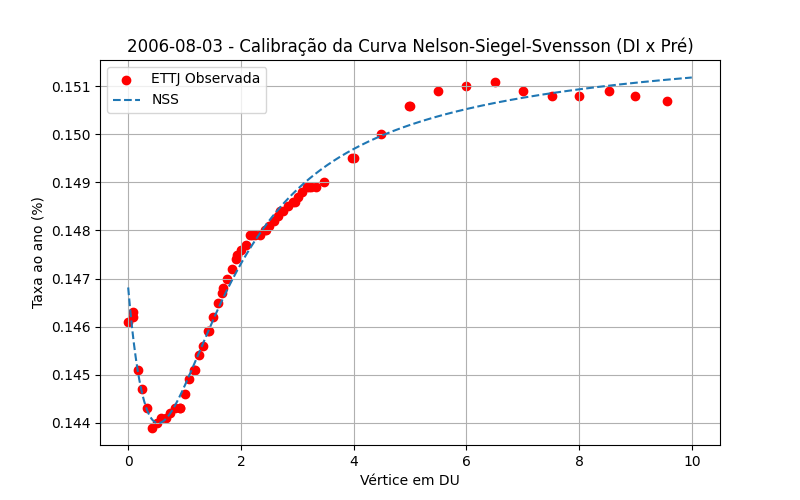 2006-08-03 - Calibração da Curva Nelson-Siegel-Svensson (DI x Pré)
ETTJ Observada
NSS
Taxa ao ano (%)
0.151
0.150
0.149
0.148
0.147
0.146
0.145
0.144
0 2 4 6 8 10
Vértice em DU